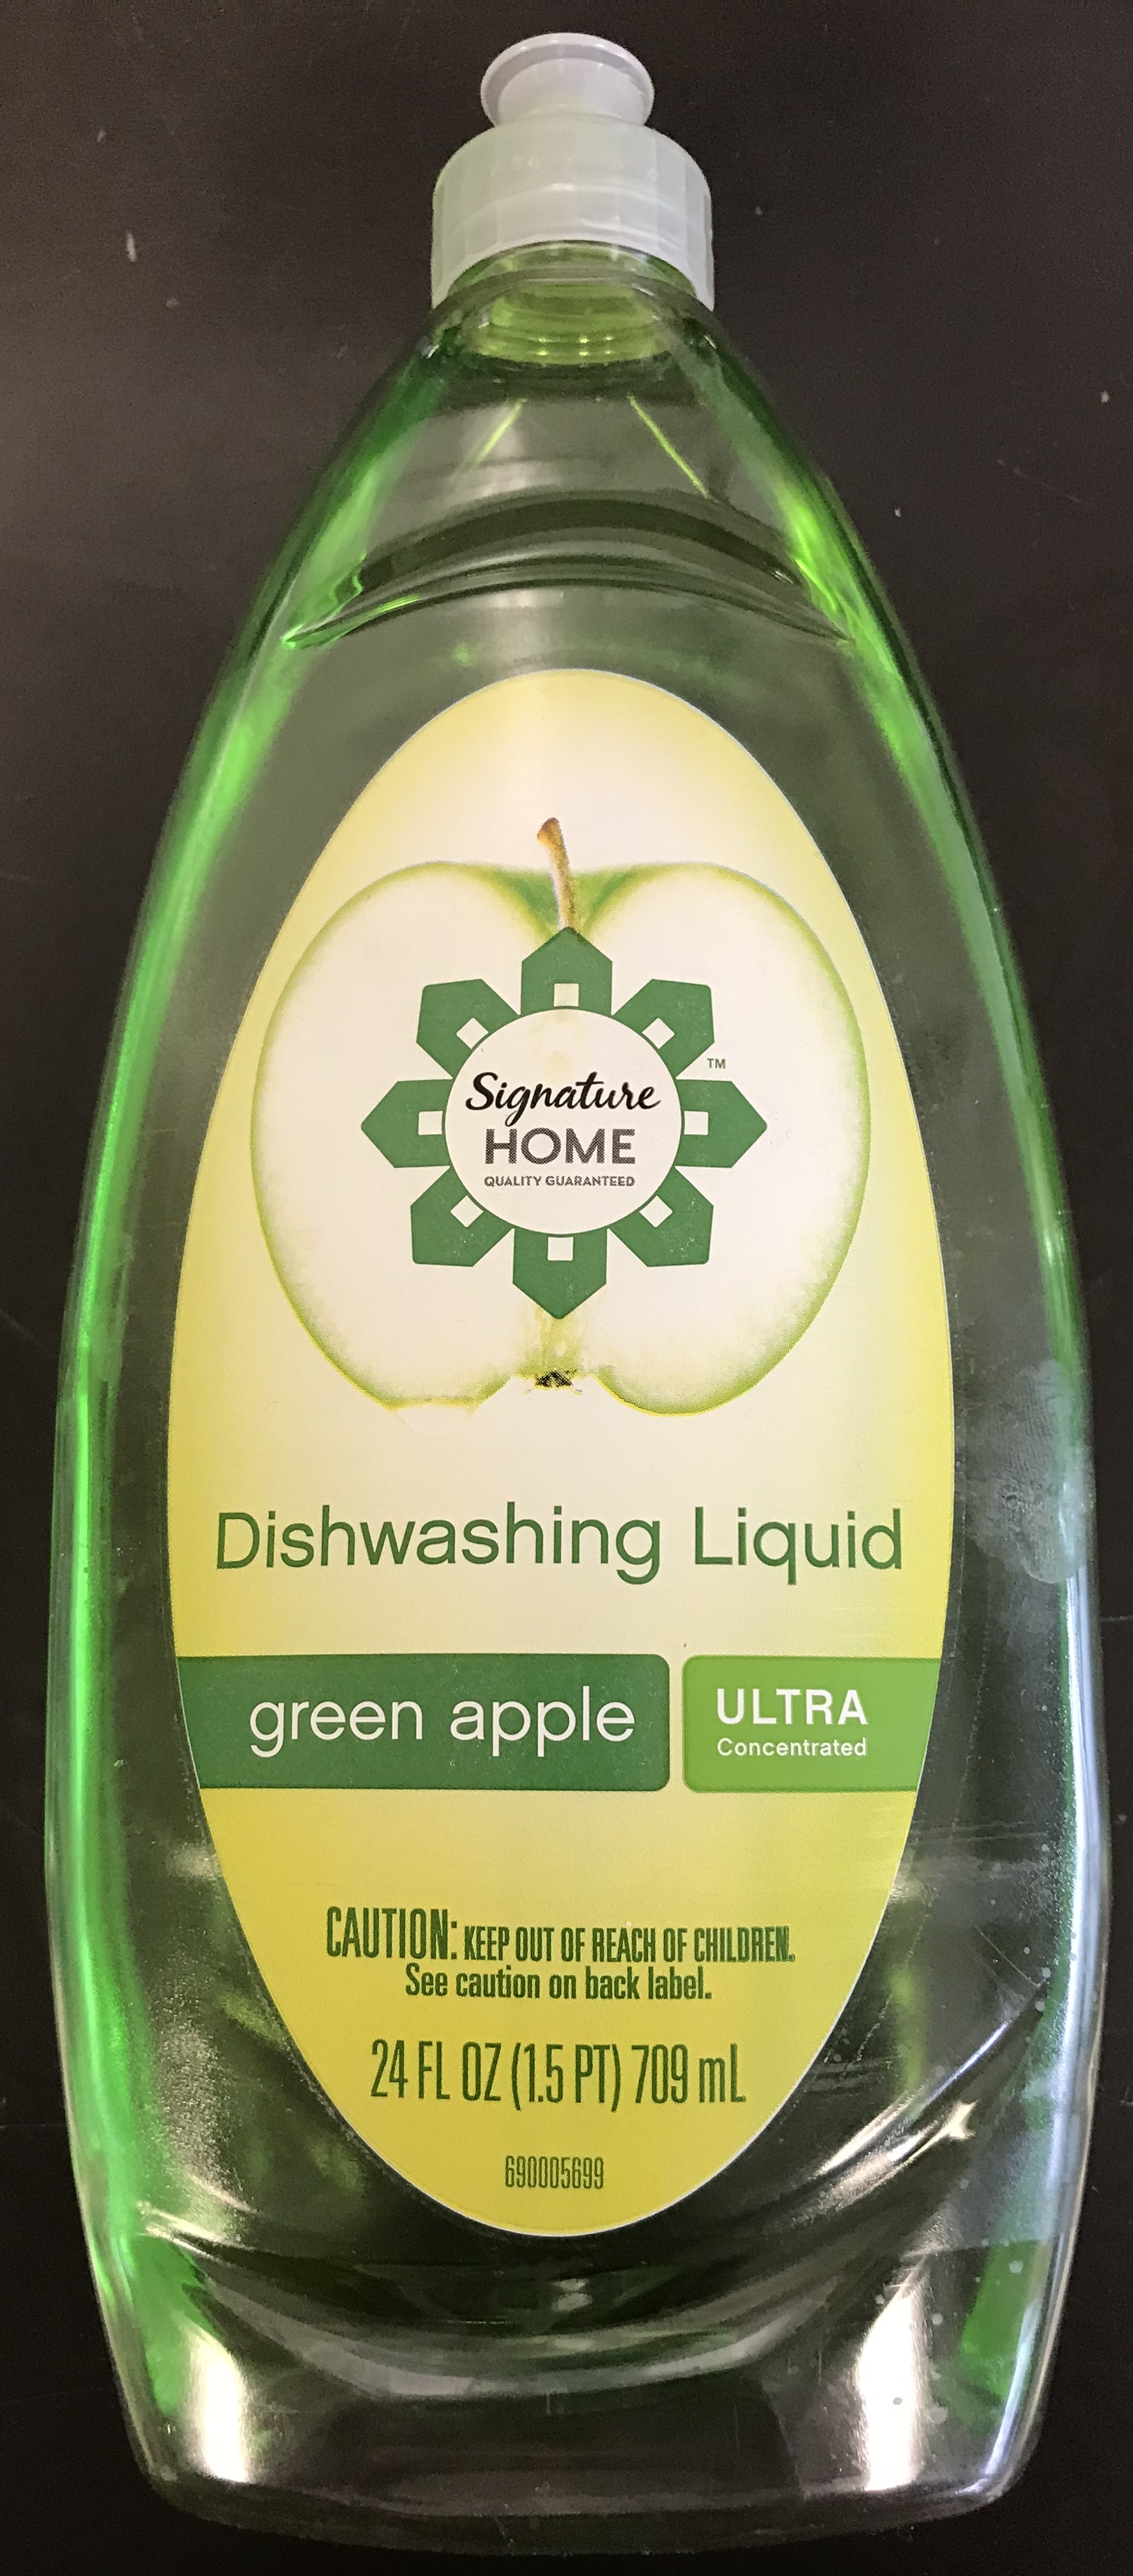 Signature
™
HOME
QUALITY GUARANTEED
Dishwashing Liquid
green apple
ULTRA
Concentrated
CAUTION: KEEP OUT OF REACH OF CHILDREN.
See caution on back label.
24 FL OZ (1.5 PT) 709 mL
690005699